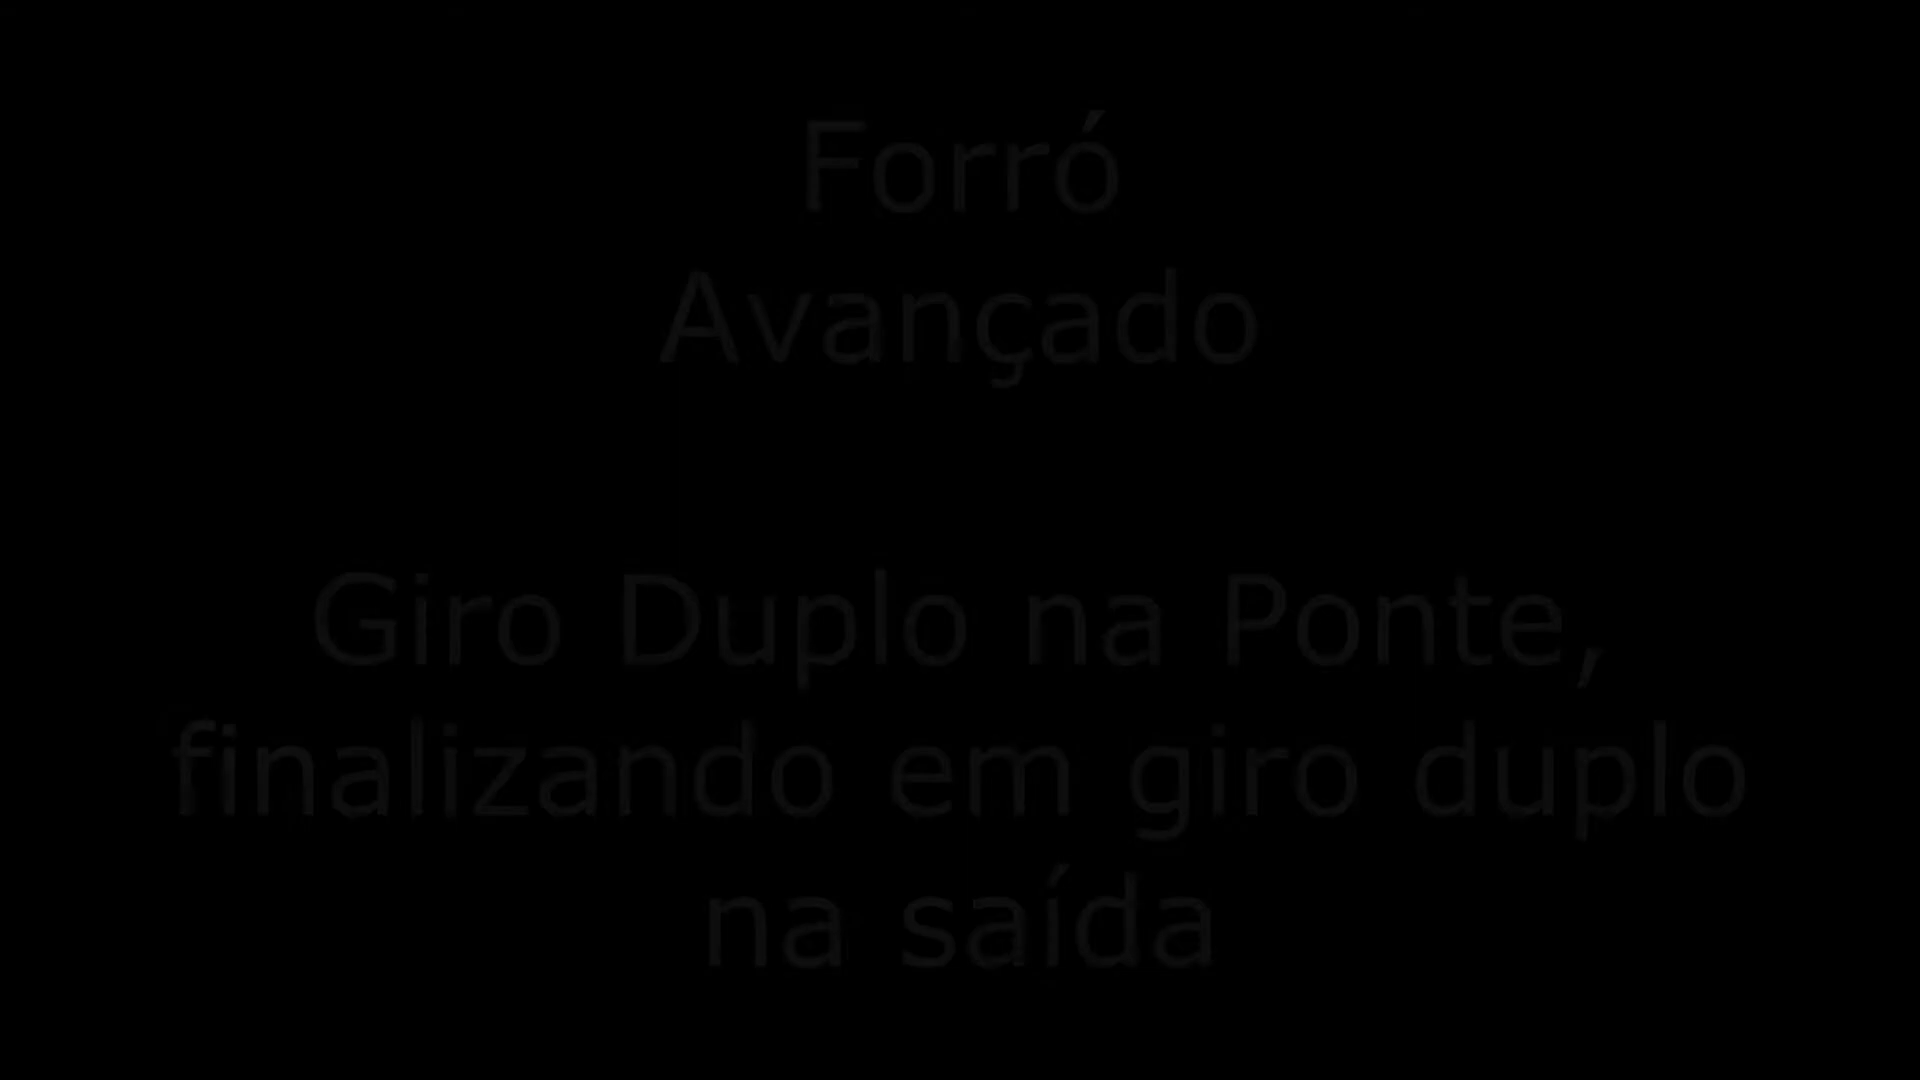 Forró
Avançado
Giro Duplo na Ponte,
finalizando em giro duplo
na saída